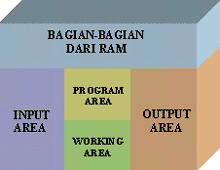 BAGIAN-BAGIAN
DARI RAM
INPUT
AREA
PROGRAM
AREA
WORKING
AREA
OUTPUT
AREA